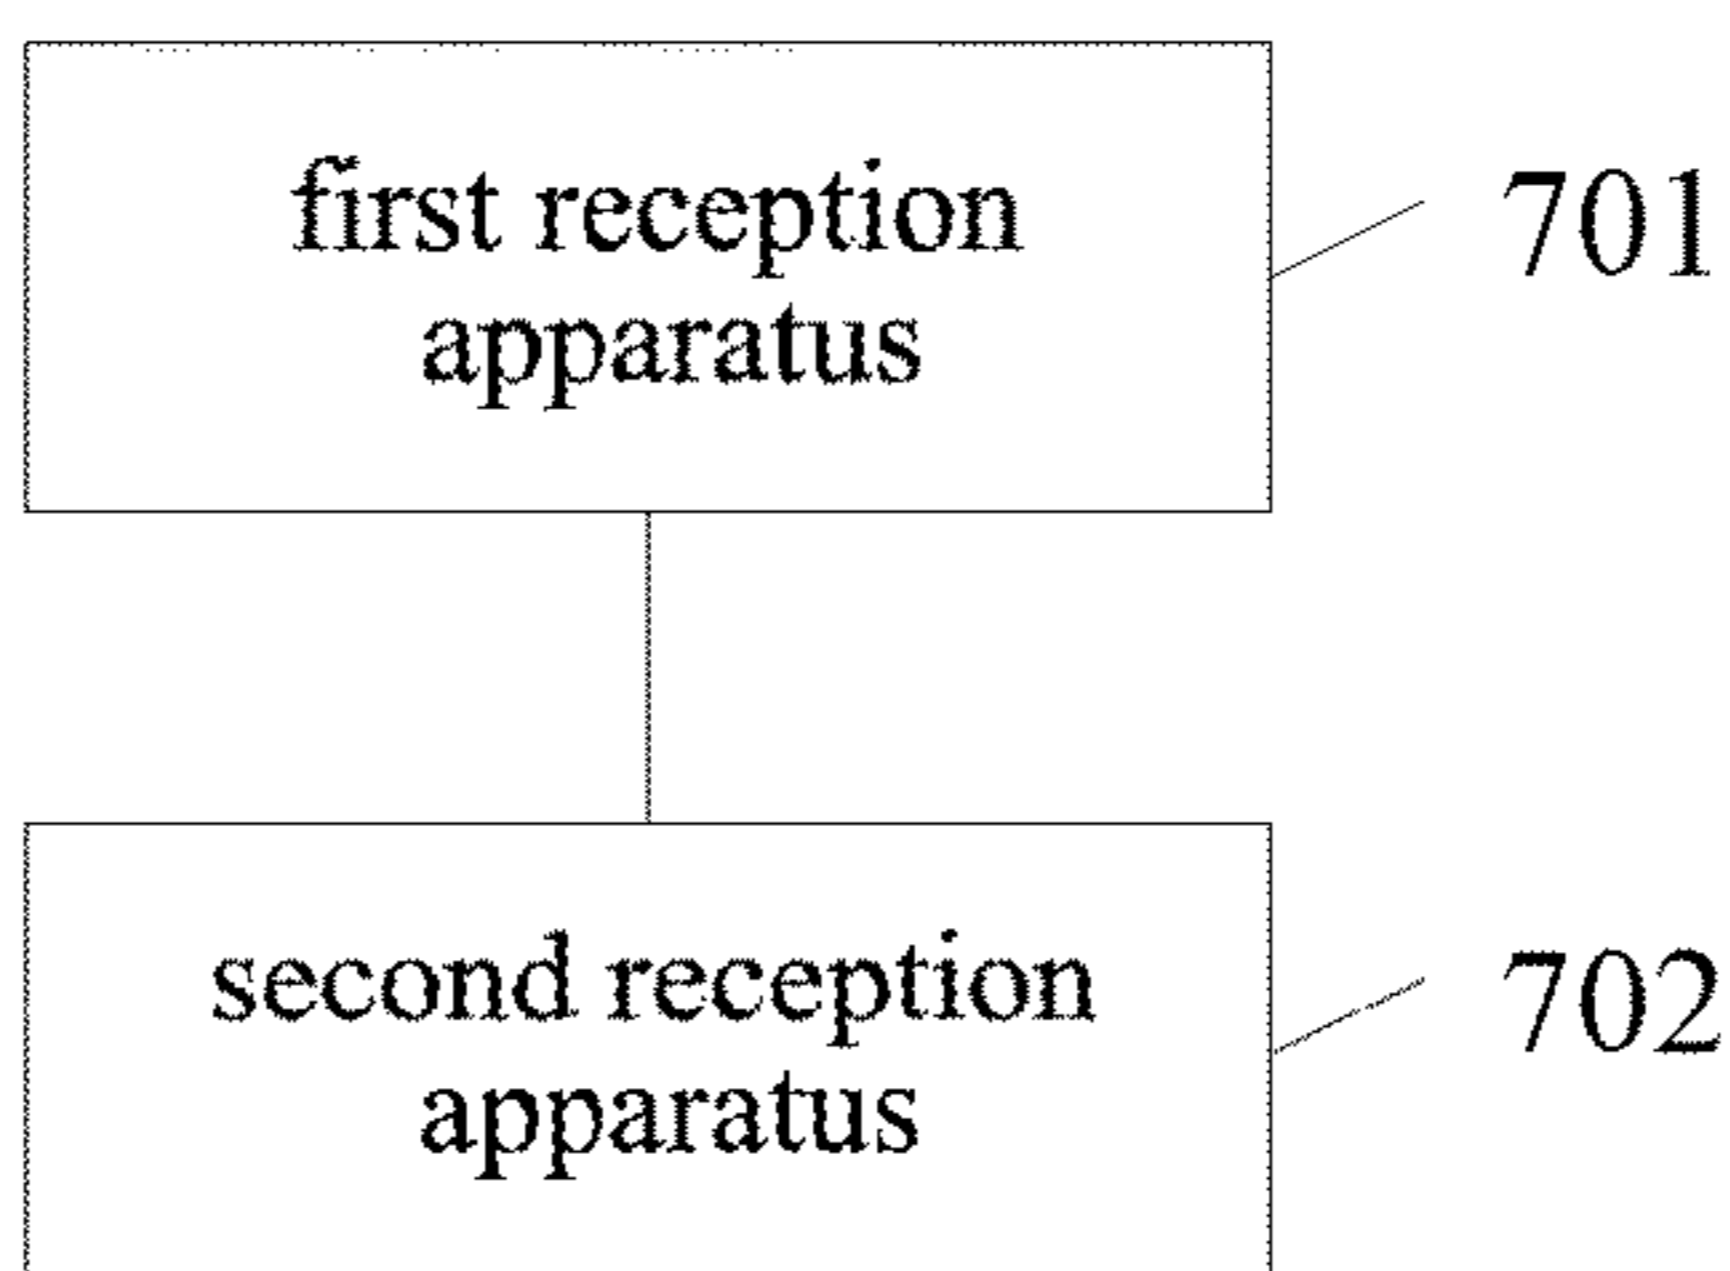 first reception
apparatus
701
second reception
apparatus
702